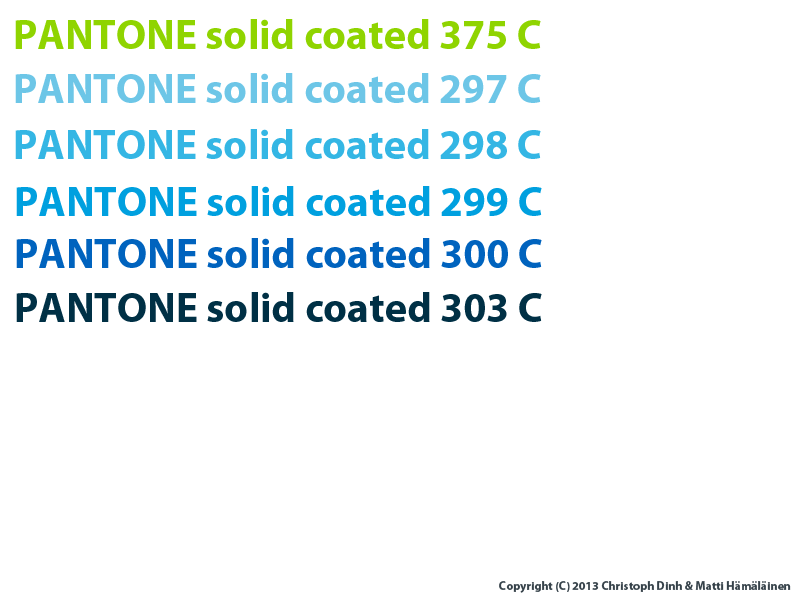 PANTONE solid coated 375 C
PANTONE solid coated 297 C
PANTONE solid coated 298 C
PANTONE solid coated 299 C
PANTONE solid coated 300 C
PANTONE solid coated 303 C
Copyright (C) 2013 Christoph Dinh & Matti Hämäläinen